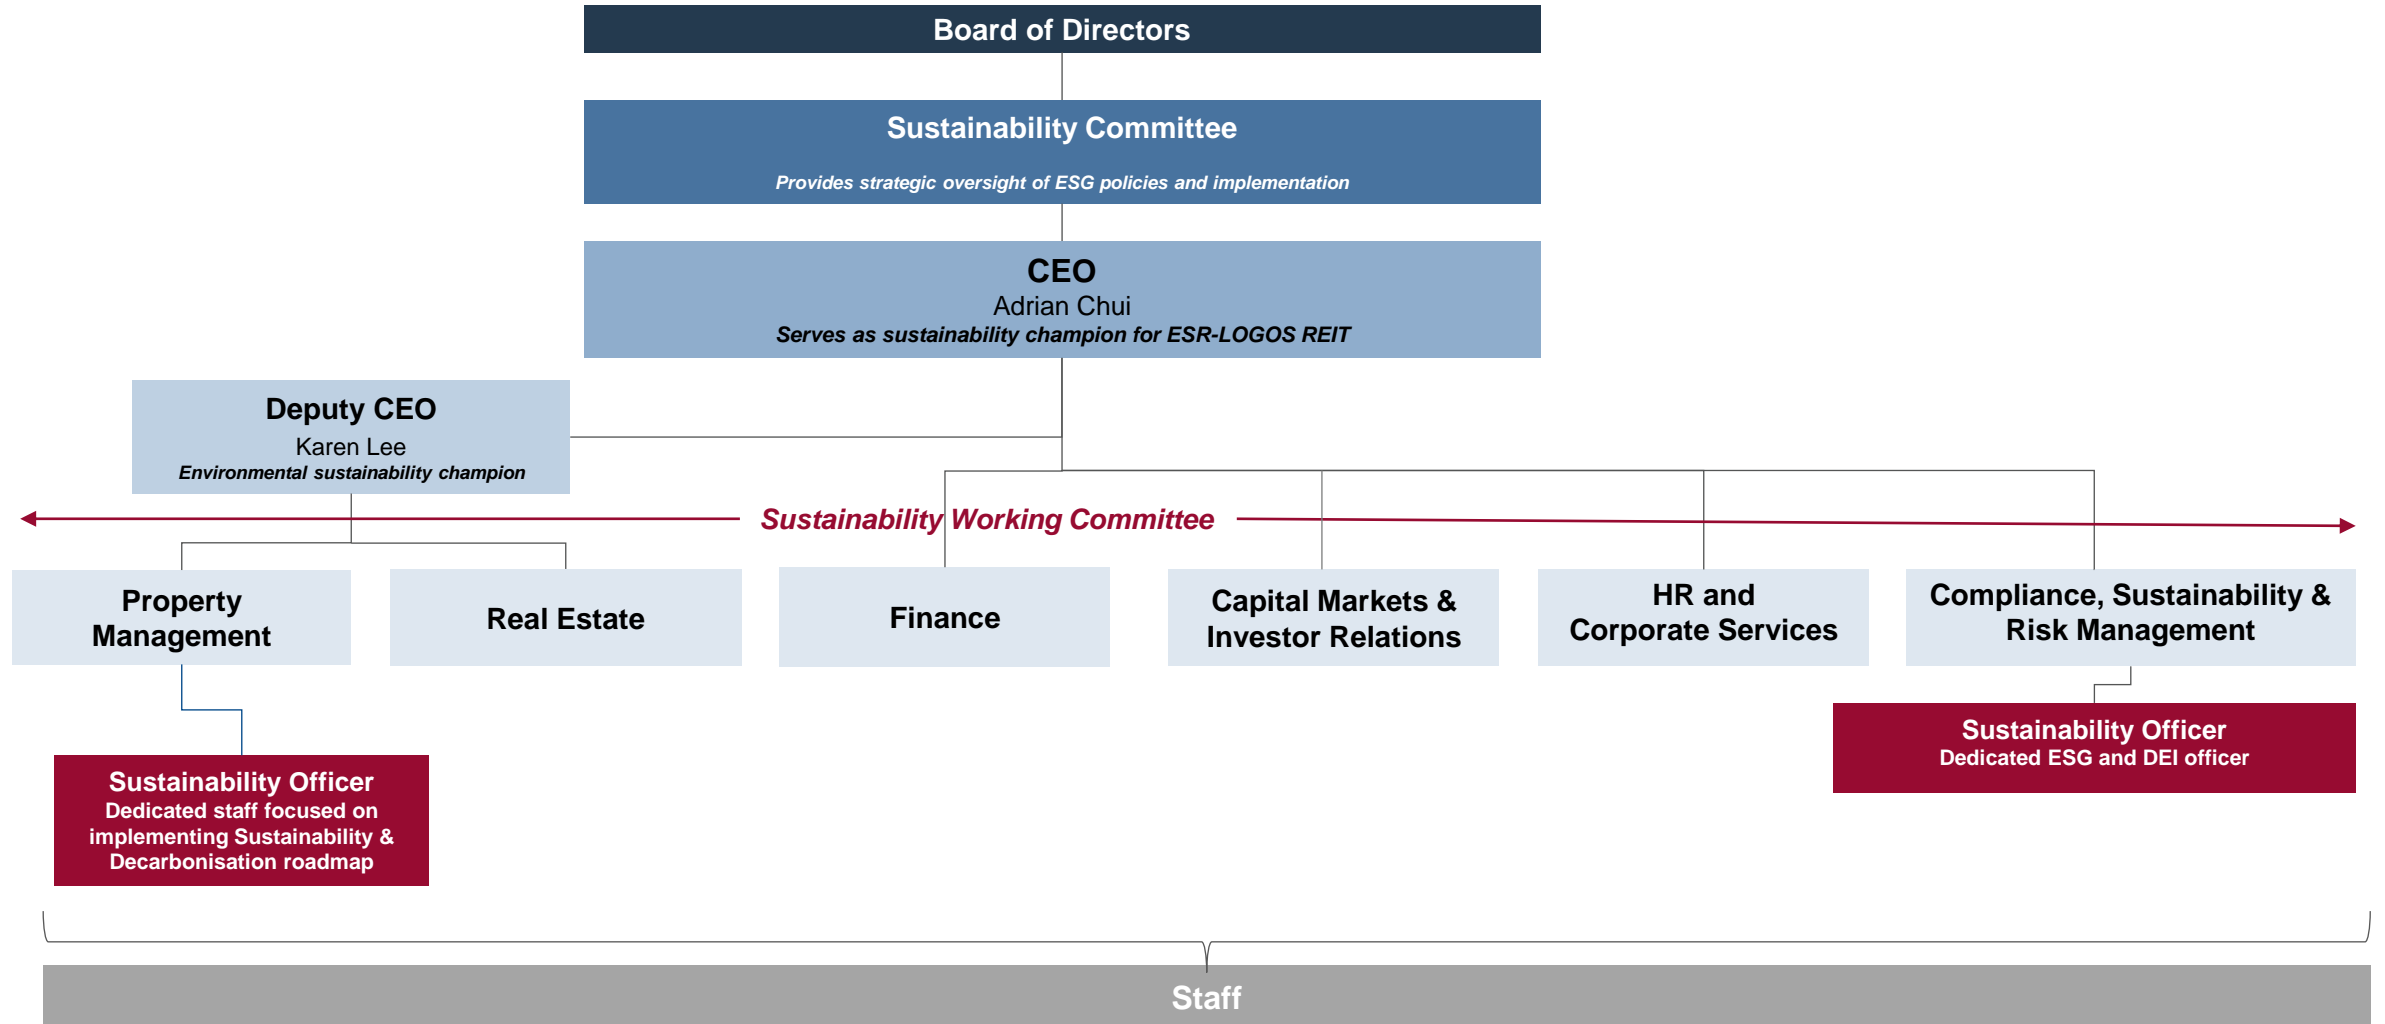 Board of Directors
Sustainability Committee
Provides strategic oversight of ESG policies and implementation
CEO
Adrian Chui
Serves as sustainability champion for ESR-LOGOS REIT
Deputy CEO
Karen Lee
Environmental sustainability champion
Sustainability Working Committee
Property
Management
Real Estate
Finance
Capital Markets &
Investor Relations
HR and
Corporate Services
Compliance, Sustainability &
Risk Management
Sustainability Officer
Dedicated staff focused on
implementing Sustainability &
Decarbonisation roadmap
Sustainability Officer
Dedicated ESG and DEI officer
Staff